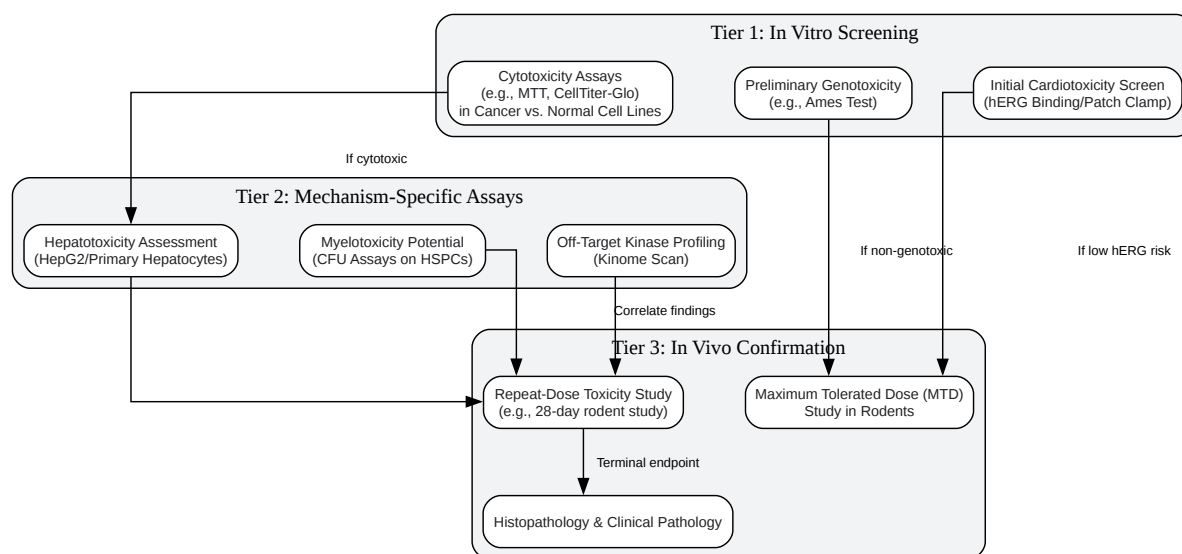 Tier 1: In Vitro Screening
Cytotoxicity Assays
(e.g., MTT, CellTiter-Glo)
in Cancer vs. Normal Cell Lines
Preliminary Genotoxicity
(e.g., Ames Test)
Initial Cardiotoxicity Screen
(hERG Binding/Patch Clamp)
If cytotoxic
Tier 2: Mechanism-Specific Assays
Hepatotoxicity Assessment
(HepG2/Primary Hepatocytes)
Myelotoxicity Potential
(CFU Assays on HSPCs)
Off-Target Kinase Profiling
(Kinome Scan)
If non-genotoxic
If low hERG risk
Correlate findings
Tier 3: In Vivo Confirmation
Repeat-Dose Toxicity Study
(e.g., 28-day rodent study)
Maximum Tolerated Dose (MTD)
Study in Rodents
Terminal endpoint
Histopathology & Clinical Pathology